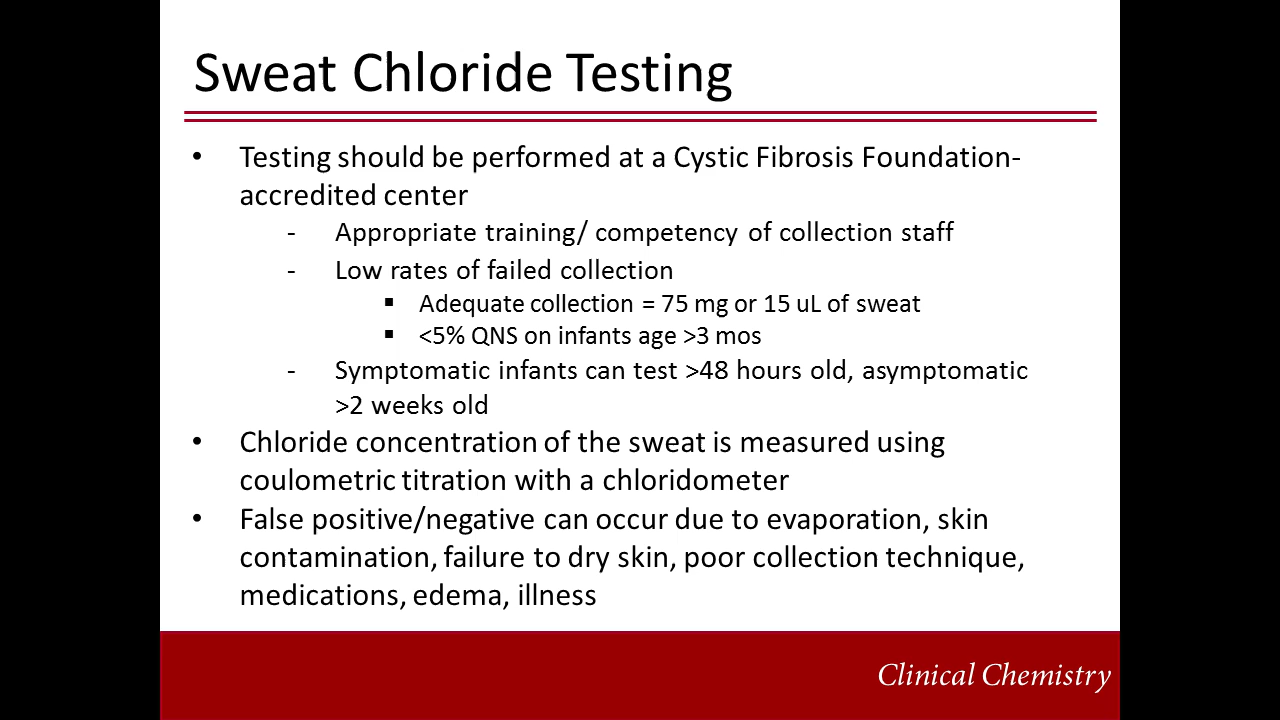 Sweat Chloride Testing
• Testing should be performed at a Cystic Fibrosis Foundation-
accredited center
- Appropriate training/ competency of collection staff
- Low rates of failed collection
▪ Adequate collection = 75 mg or 15 uL of sweat
▪ <5% QNS on infants age >3 mos
- Symptomatic infants can test >48 hours old, asymptomatic
>2 weeks old
• Chloride concentration of the sweat is measured using
coulometric titration with a chloridometer
• False positive/negative can occur due to evaporation, skin
contamination, failure to dry skin, poor collection technique,
medications, edema, illness
Clinical Chemistry